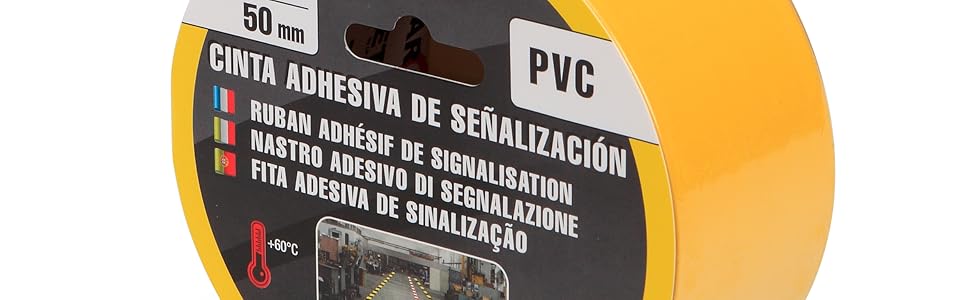 50 mm
PVC
CINTA ADHESIVA DE SEÑALIZACIÓN
RUBAN ADHÉSIF DE SIGNALISATION
NASTRO ADESIVO DI SEGNALAZIONE
FITA ADESIVA DE SINALIZAÇÃO
+60°C